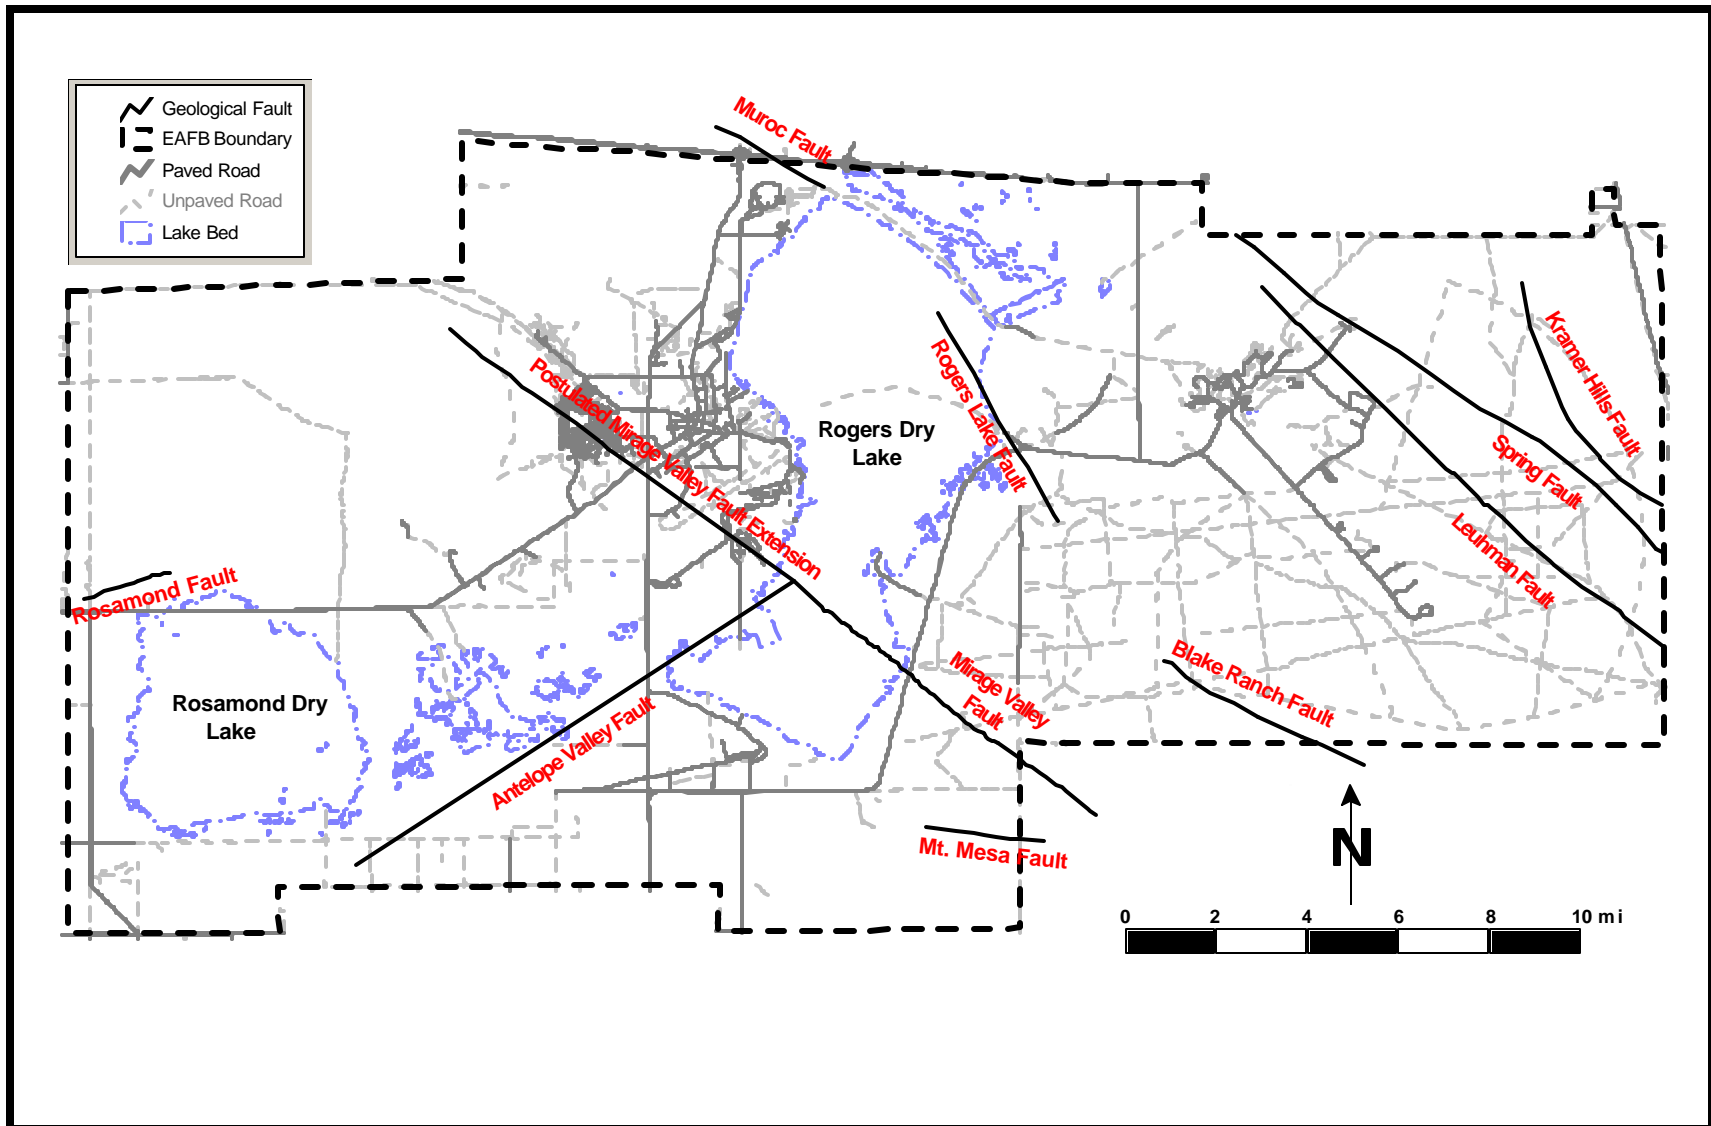 Geological Fault
EAFB Boundary
Paved Road
Unpaved Road
Lake Bed
Muroc Fault
Rogers Lake Fault
Kramer Hills Fault
Postulated Mirage Valley Fault Extension
Rogers Dry
Lake
Spring Fault
Leuhman Fault
Rosamond Fault
Rosamond Dry
Lake
Antelope Valley Fault
Mirage Valley
Fault
Blake Ranch Fault
Mt. Mesa Fault
N
0 2 4 6 8 10 mi